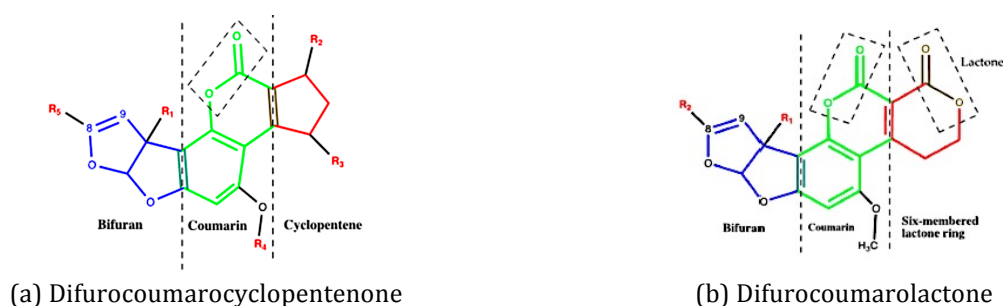 O
R₂
O
R₅
9
8
R₁
O
O
R₃
O
R₄
Bifuran
Coumarin
Cyclopentene
(a) Difurocoumarocyclopentenone
O
O
Lactone
O
O
R₂
9
8
R₁
O
O
O
H₃C
Bifuran
Coumarin
Six-membered
lactone ring
(b) Difurocoumarolactone